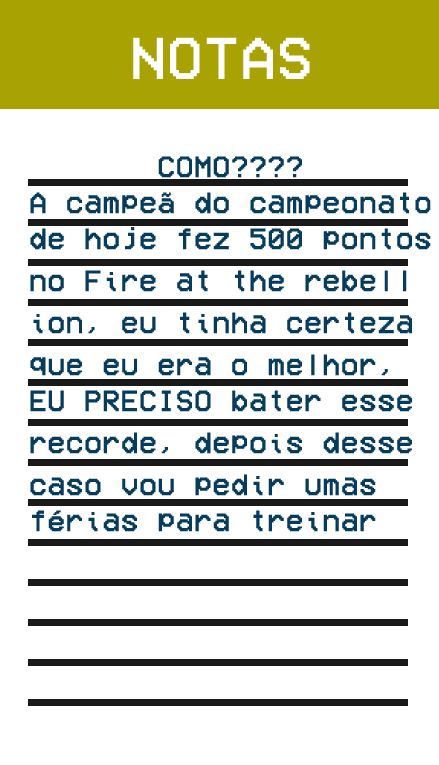 NOTAS
COMO????
A campeã do campeonato
de hoje fez 500 pontos
no Fire at the rebell
ion, eu tinha certeza
que eu era o melhor,
EU PRECISO bater esse
recorde, depois desse
caso vou pedir umas
férias para treinar